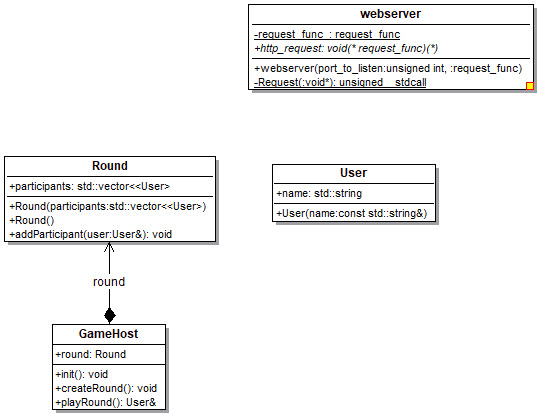 webserver
-request_func_: request_func
+http_request: void(* request_func)(*)
+webserver(port_to_listen:unsigned int, :request_func)
-Request(:void*): unsigned __stdcall
Round
+participants: std::vector<<User>
+Round(participants:std::vector<<User>)
+Round()
+addParticipant(user:User&): void
User
+name: std::string
+User(name:const std::string&)
round
GameHost
+round: Round
+init(): void
+createRound(): void
+playRound(): User&